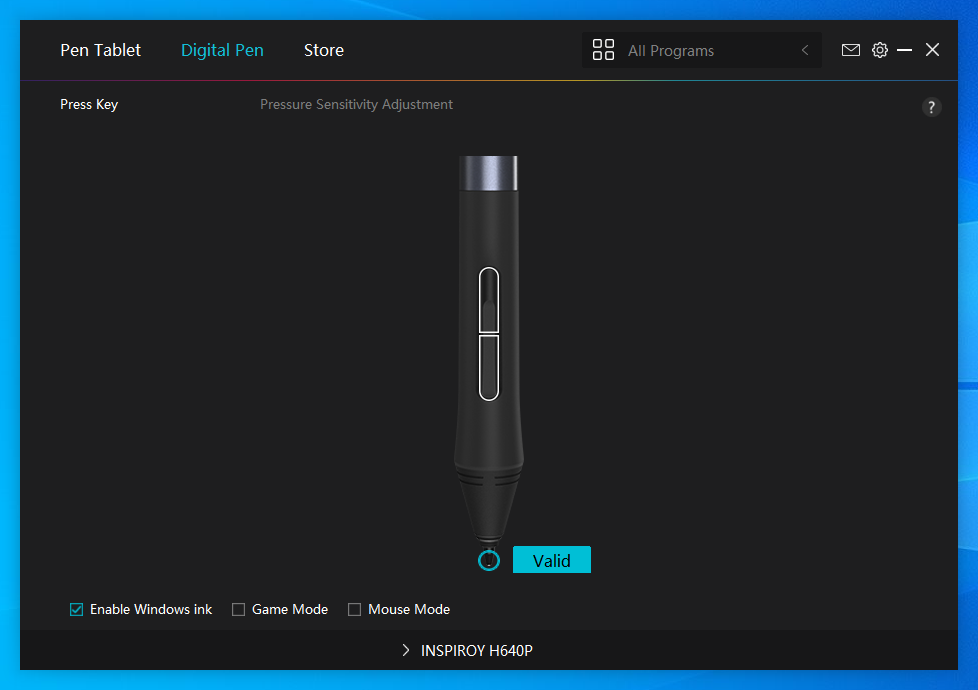 Pen Tablet Digital Pen Store All Programs
Press Key Pressure Sensitivity Adjustment ?
Valid
Enable Windows ink Game Mode Mouse Mode
INSPIROY H640P